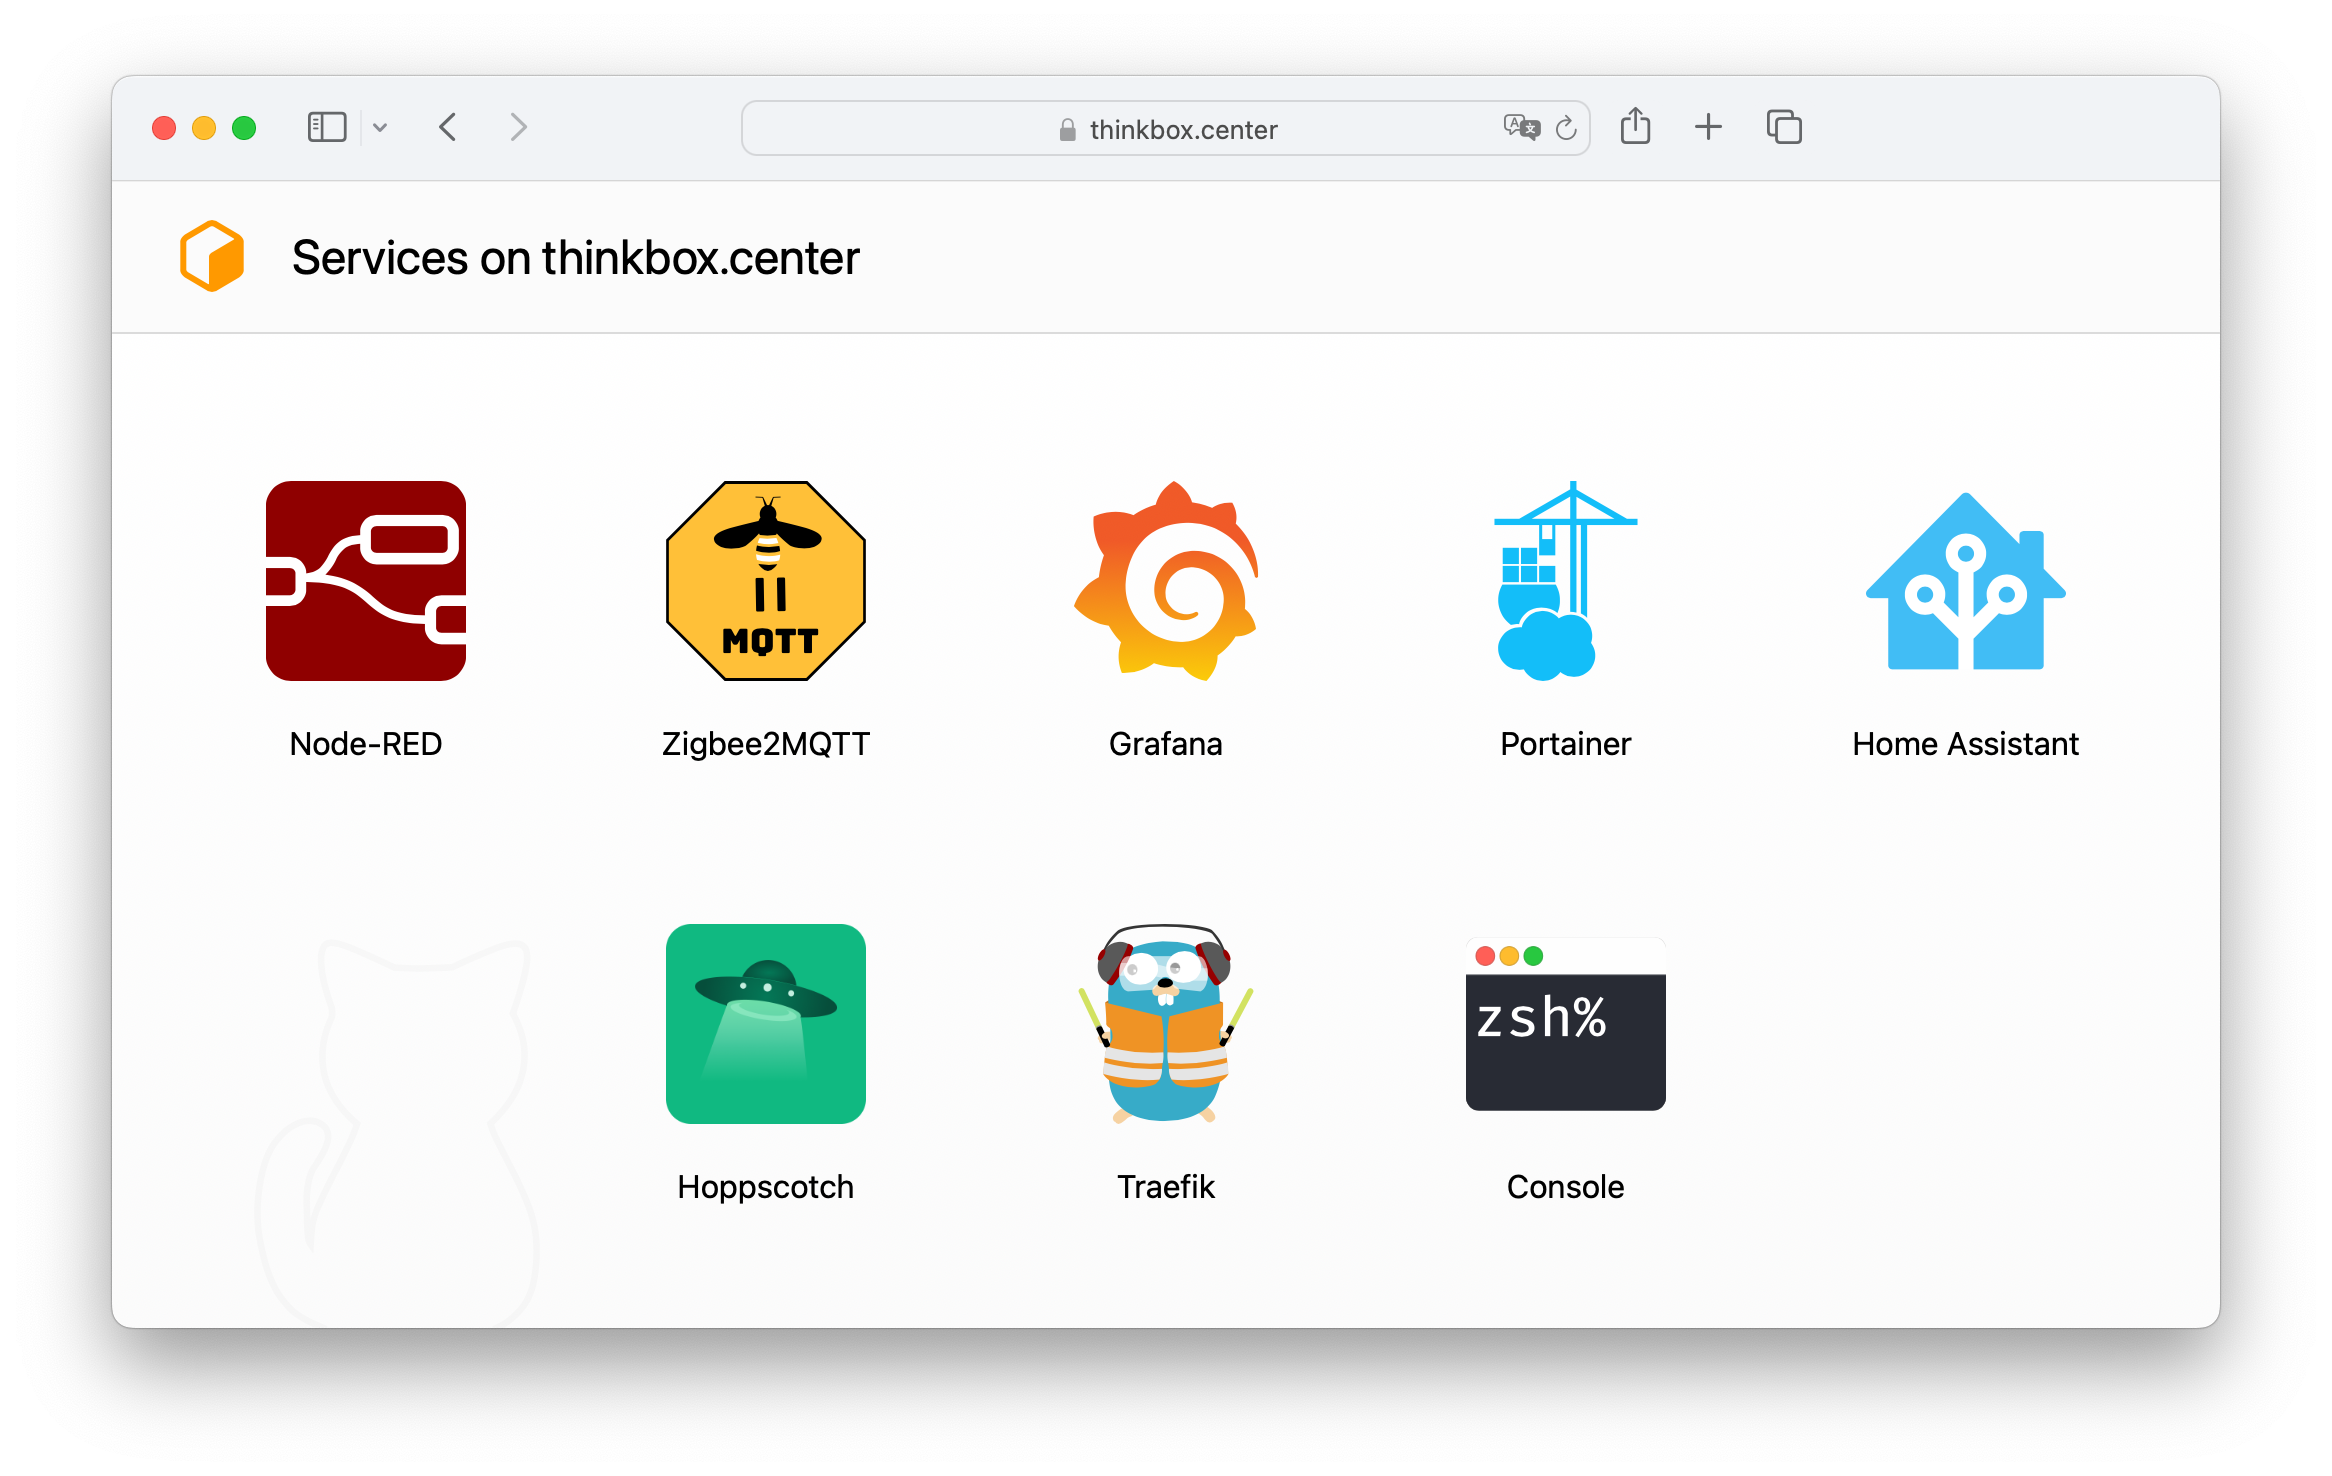 thinkbox.center
Services on thinkbox.center
MQTT
Node-RED
Zigbee2MQTT
Grafana
Portainer
Home Assistant
zsh%
Hoppscotch
Traefik
Console